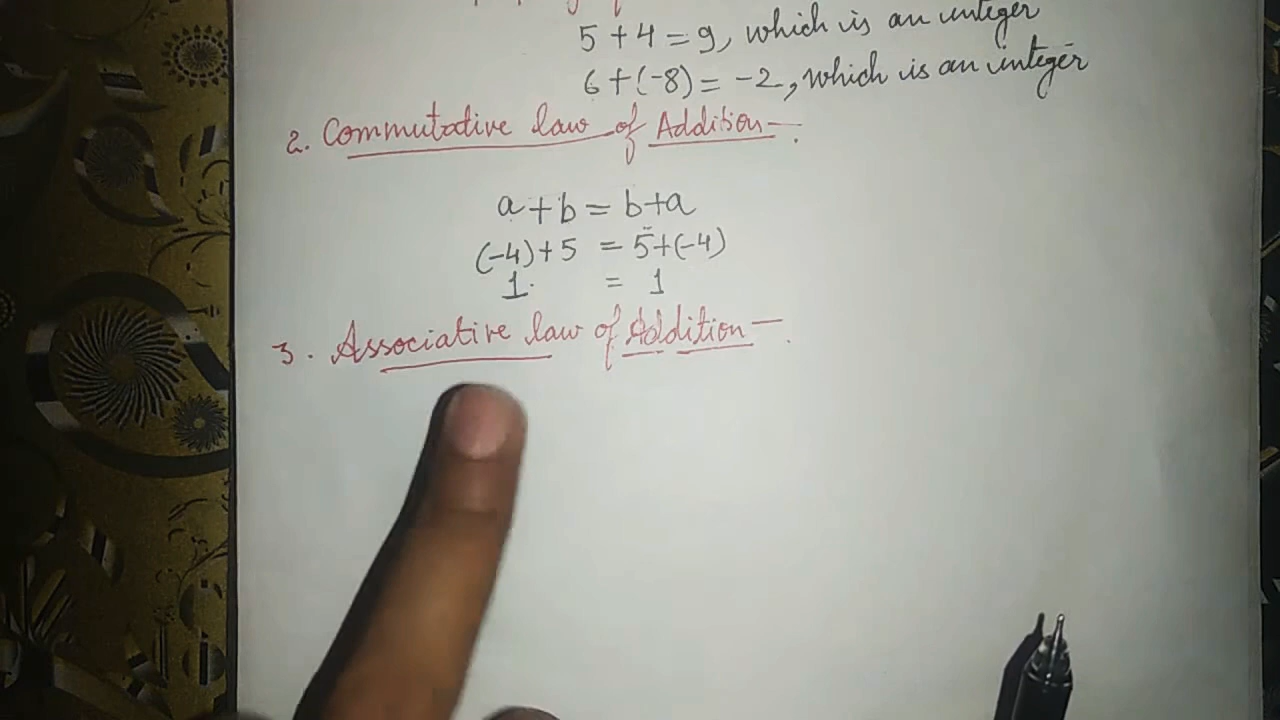 5 + 4 = 9, which is an integer
6 + (-8) = -2, which is an integer
2. Commutative law of Addition - .
a + b = b + a
(-4) + 5 = 5 + (-4)
1 = 1
3. Associative law of Addition - .